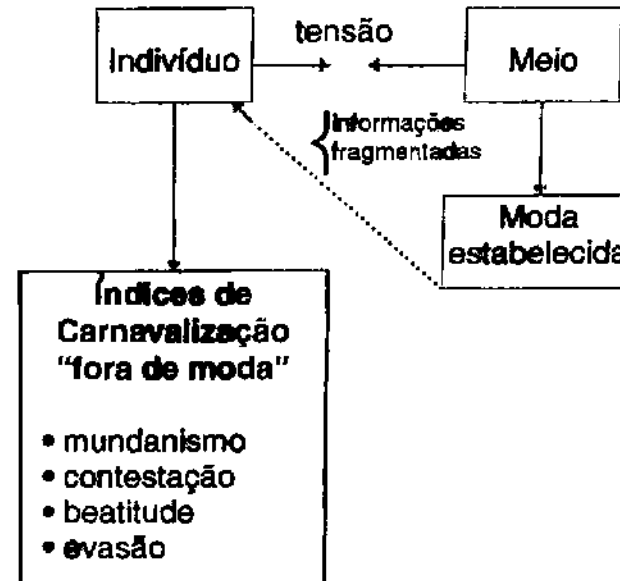 tensão
Indivíduo
Meio
{informações
fragmentadas
Moda
estabelecida
Índices de
Carnavalização
“fora de moda”
• mundanismo
• contestação
• beatitude
• evasão